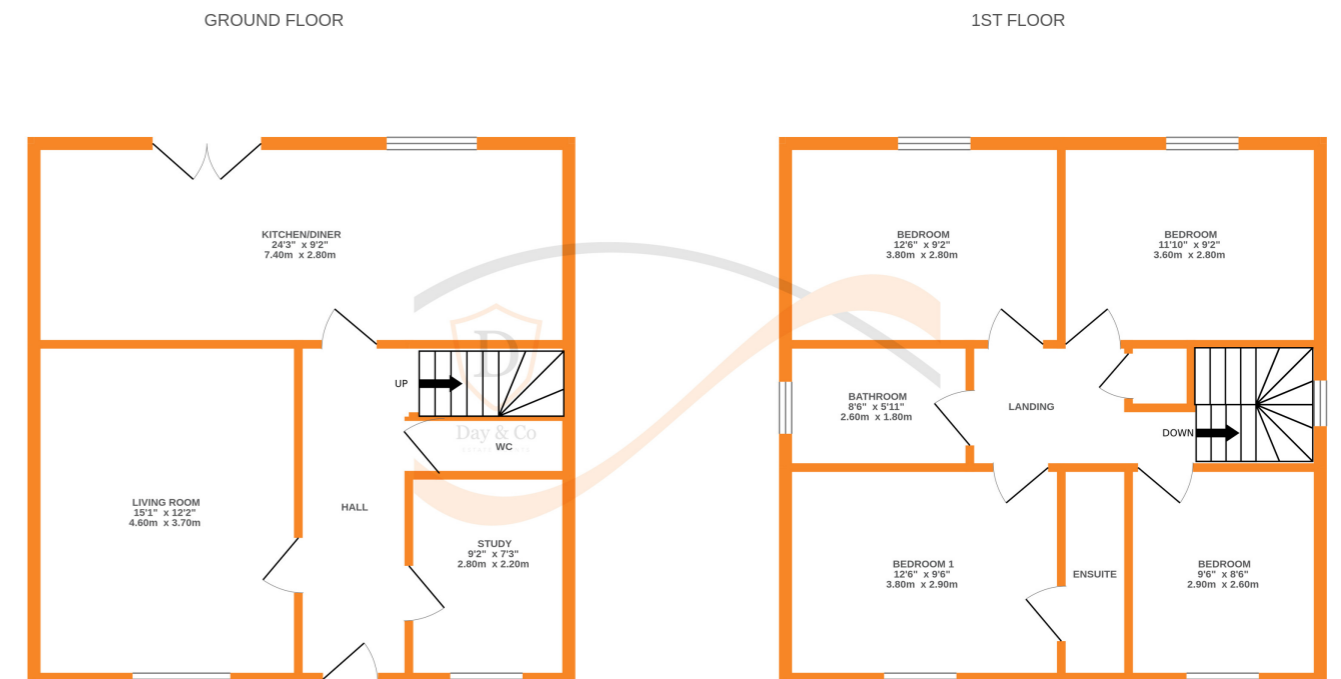 GROUND FLOOR
1ST FLOOR
KITCHEN/DINER
24'3" x 9'2"
7.40m x 2.80m
BEDROOM
12'6" x 9'2"
3.80m x 2.80m
BEDROOM
11'10" x 9'2"
3.60m x 2.80m
D
UP
Day & Co
WC
LIVING ROOM
15'1" x 12'2"
4.60m x 3.70m
HALL
STUDY
9'2" x 7'3"
2.80m x 2.20m
BATHROOM
8'6" x 5'11"
2.60m x 1.80m
LANDING
DOWN
BEDROOM 1
12'6" x 9'6"
3.80m x 2.90m
ENSUITE
BEDROOM
9'6" x 8'6"
2.90m x 2.60m